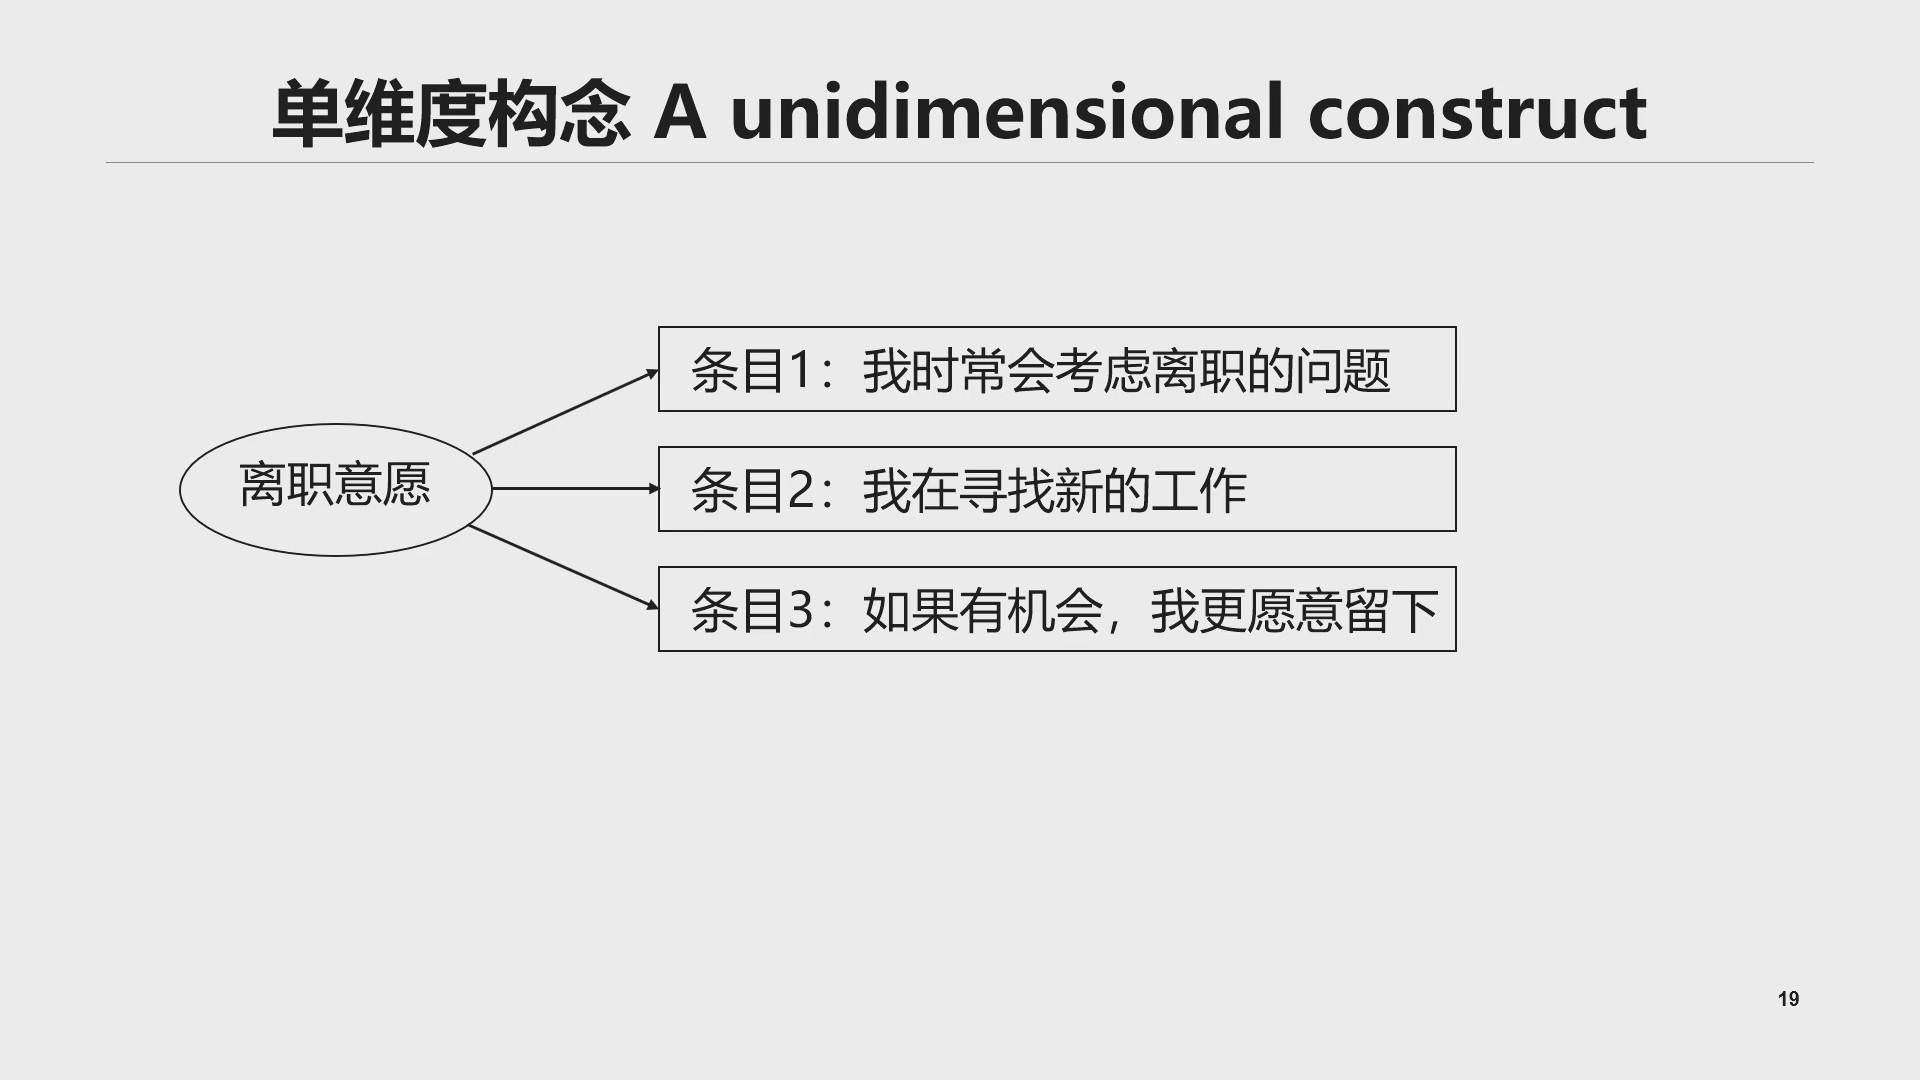 单维度构念 A unidimensional construct
离职意愿
条目1：我时常会考虑离职的问题
条目2：我在寻找新的工作
条目3：如果有机会，我更愿意留下
19